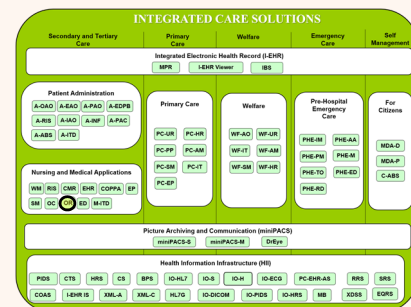 INTEGRATED CARE SOLUTIONS
Secondary and Tertiary Care
Primary Care
Welfare
Emergency Care
Self Management
Integrated Electronic Health Record (I-EHR)
MPR I-EHR Viewer IBS
Patient Administration
A-OAO A-EAO A-PAO A-EDPB
A-RIS A-IAO A-INF A-PAC
A-ABS A-ITD
Nursing and Medical Applications
WM RIS CMR EHR COPPA EP
SM OC OR ED M-ITD
Primary Care
PC-UR PC-HR
PC-PP PC-AM
PC-SM PC-IT
PC-EP
Welfare
WF-AO WF-UR
WF-IT WF-AM
WF-SM WF-HR
Pre-Hospital
Emergency
Care
PHE-IM PHE-AA
PHE-PM PHE-M
PHE-TO PHE-ED
PHE-RD
For
Citizens
MDA-D
MDA-P
C-ABS
Picture Archiving and Communication (miniPACS)
miniPACS-S miniPACS-M DrEye
Health Information Infrastructure (HII)
PIDS CTS HRS CS BPS IO-HL7 IO-S IO-H IO-ECG PC-EHR-AS RRS SRS
COAS I-EHR IS XML-A XML-C HL7G IO-DICOM IO-PIDS IO-HRS MB XDSS EQRS